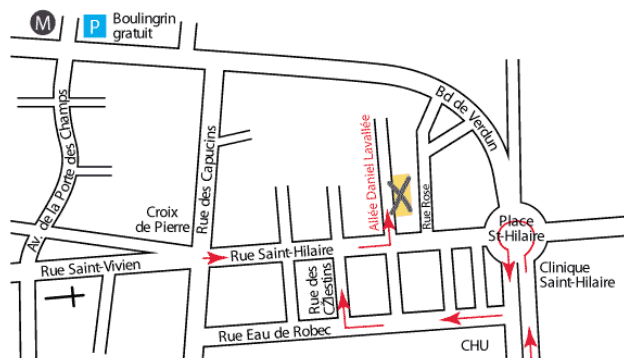 M
P
Boulingrin
gratuit
Bd de Verdun
Av. de la Porte des Champs
Rue des Capucins
Allée Daniel Lavallée
Rue Rose
Croix
de Pierre
Place
St-Hilaire
Rue Saint-Hilaire
Rue Saint-Vivien
Clinique
Saint-Hilaire
Rue des
CZlestins
Rue Eau de Robec
CHU